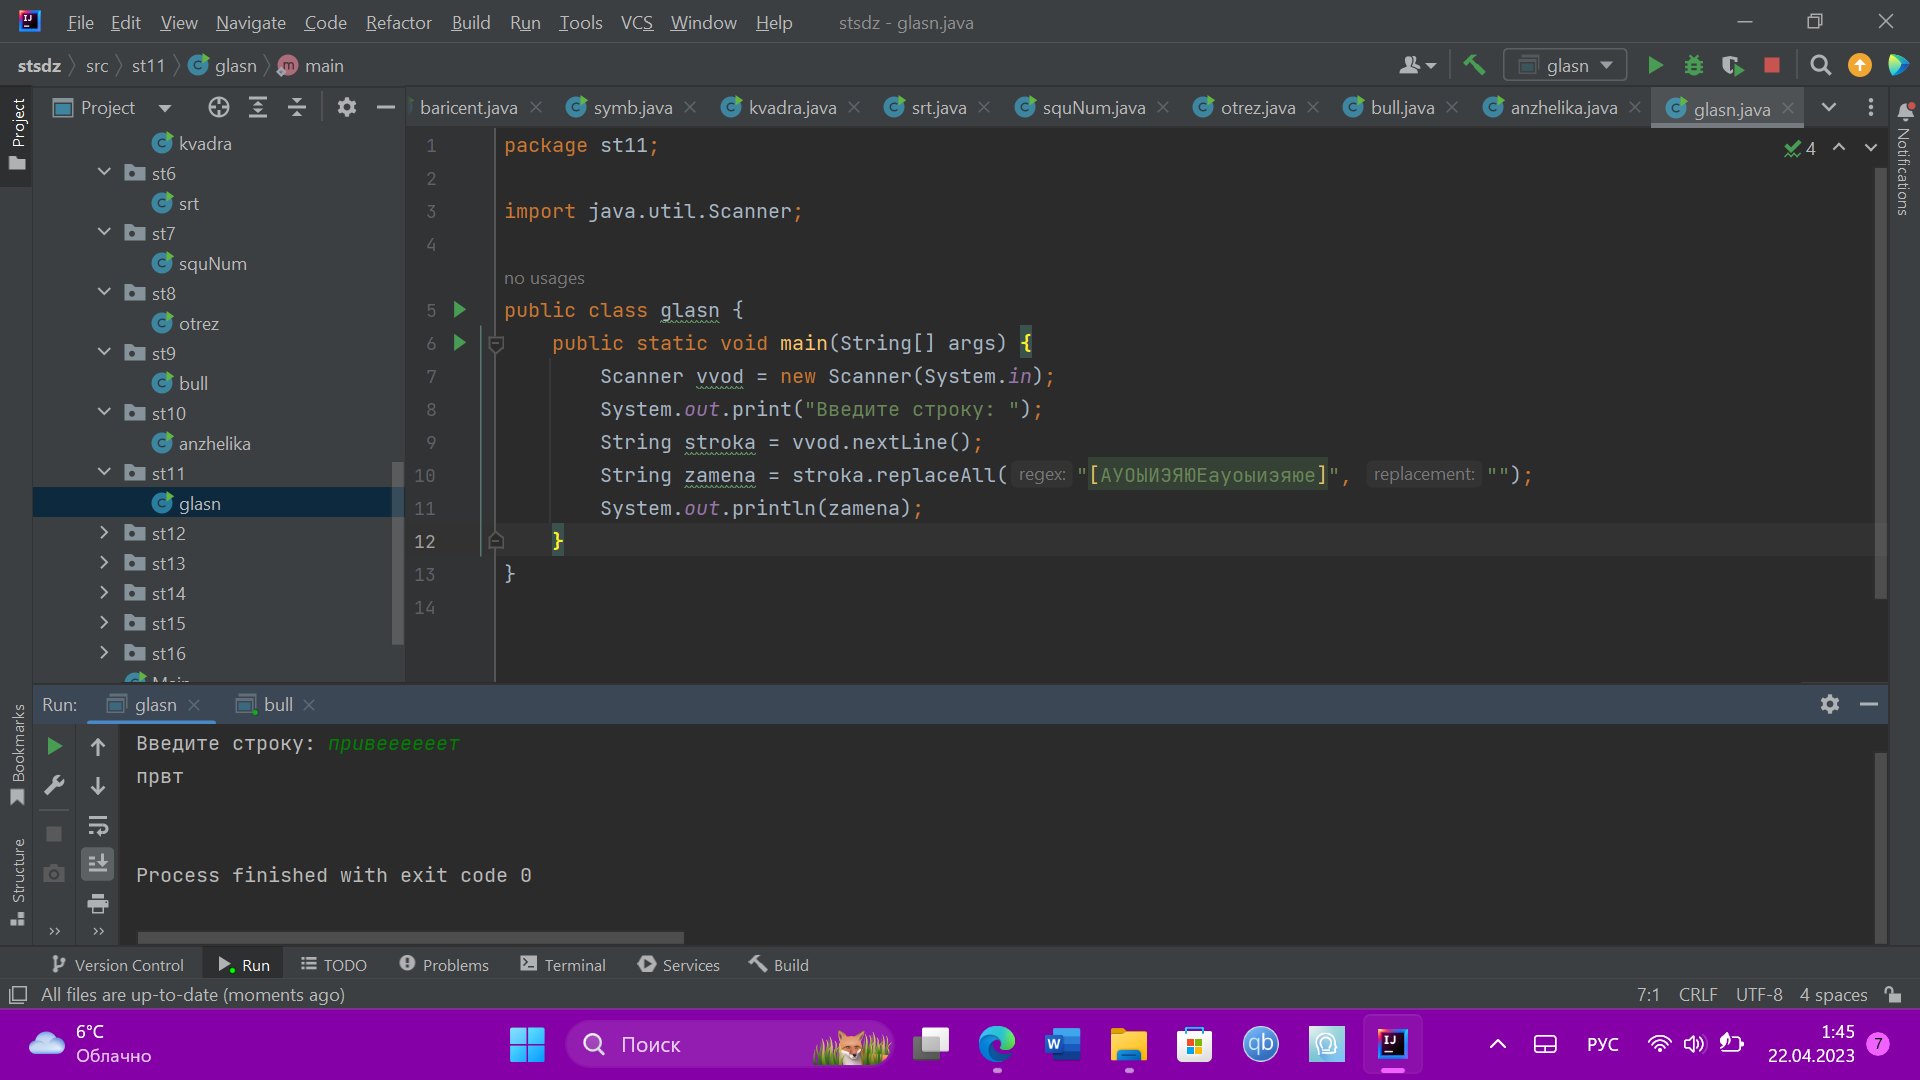 File Edit View Navigate Code Refactor Build Run Tools VCS Window Help stsdz - glasn.java
stsdz src st11 glasn main glasn
Project
baricent.java symb.java kvadra.java srt.java squNum.java otrez.java bull.java anzhelika.java glasn.java
Project
Notifications
kvadra
st6
srt
st7
squNum
st8
otrez
st9
bull
st10
anzhelika
st11
glasn
st12
st13
st14
st15
st16
Main
4
1 package st11;
2
3 import java.util.Scanner;
4
no usages
5 public class glasn {
6 public static void main(String[] args) {
7 Scanner vvod = new Scanner(System.in);
8 System.out.print("Введите строку: ");
9 String stroka = vvod.nextLine();
10 String zamena = stroka.replaceAll( regex: "[АУОЫИЭЯЮЕауоыиэяюе]", replacement: "");
11 System.out.println(zamena);
12 }
13 }
14
Run: glasn bull
Bookmarks
Structure
Введите строку: привеееееет
првт
Process finished with exit code 0
Version Control Run TODO Problems Terminal Services Build
All files are up-to-date (moments ago) 7:1 CRLF UTF-8 4 spaces
6°C
Облачно
Поиск
РУС
1:45
22.04.2023
7